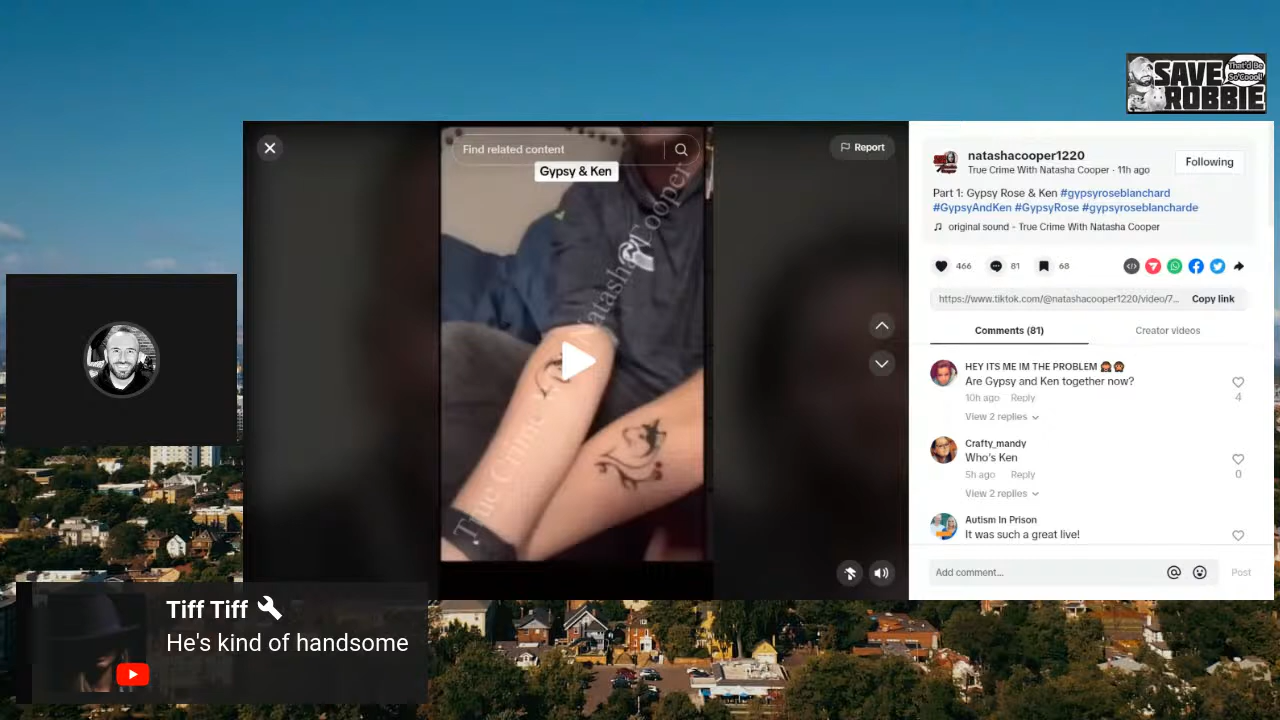 That'd Be
So'Coool!
SAVE
ROBBIE
Find related content
Report
Gypsy & Ken
True Crime Natasha Cooper
natashacooper1220
Following
True Crime With Natasha Cooper · 11h ago
Part 1: Gypsy Rose & Ken #gypsyroseblanchard
#GypsyAndKen #GypsyRose #gypsyroseblancharde
original sound - True Crime With Natasha Cooper
466
81
68
https://www.tiktok.com/@natashacooper1220/video/7...
Copy link
Comments (81)
Creator videos
HEY ITS ME IM THE PROBLEM
Are Gypsy and Ken together now?
4
10h ago Reply
View 2 replies
Crafty_mandy
Who's Ken
0
5h ago Reply
View 2 replies
Autism In Prison
It was such a great live!
Add comment...
Post
Tiff Tiff
He's kind of handsome